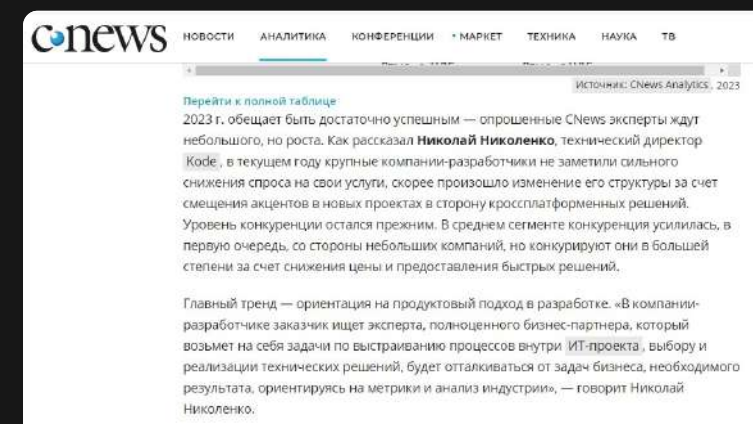 cnews НОВОСТИ АНАЛИТИКА КОНФЕРЕНЦИИ • МАРКЕТ ТЕХНИКА НАУКА ТВ
Источник: CNews Analytics, 2023
Перейти к полной таблице
2023 г. обещает быть достаточно успешным — опрошенные CNews эксперты ждут
небольшого, но роста. Как рассказал Николай Николенко, технический директор
Kode, в текущем году крупные компании-разработчики не заметили сильного
снижения спроса на свои услуги, скорее произошло изменение его структуры за счет
смещения акцентов в новых проектах в сторону кроссплатформенных решений.
Уровень конкуренции остался прежним. В среднем сегменте конкуренция усилилась, в
первую очередь, со стороны небольших компаний, но конкурируют они в большей
степени за счет снижения цены и предоставления быстрых решений.
Главный тренд — ориентация на продуктовый подход в разработке. «В компании-
разработчике заказчик ищет эксперта, полноценного бизнес-партнера, который
возьмет на себя задачи по выстраиванию процессов внутри ИТ-проекта, выбору и
реализации технических решений, будет отталкиваться от задач бизнеса, необходимого
результата, ориентируясь на метрики и анализ индустрии», — говорит Николай
Николенко.